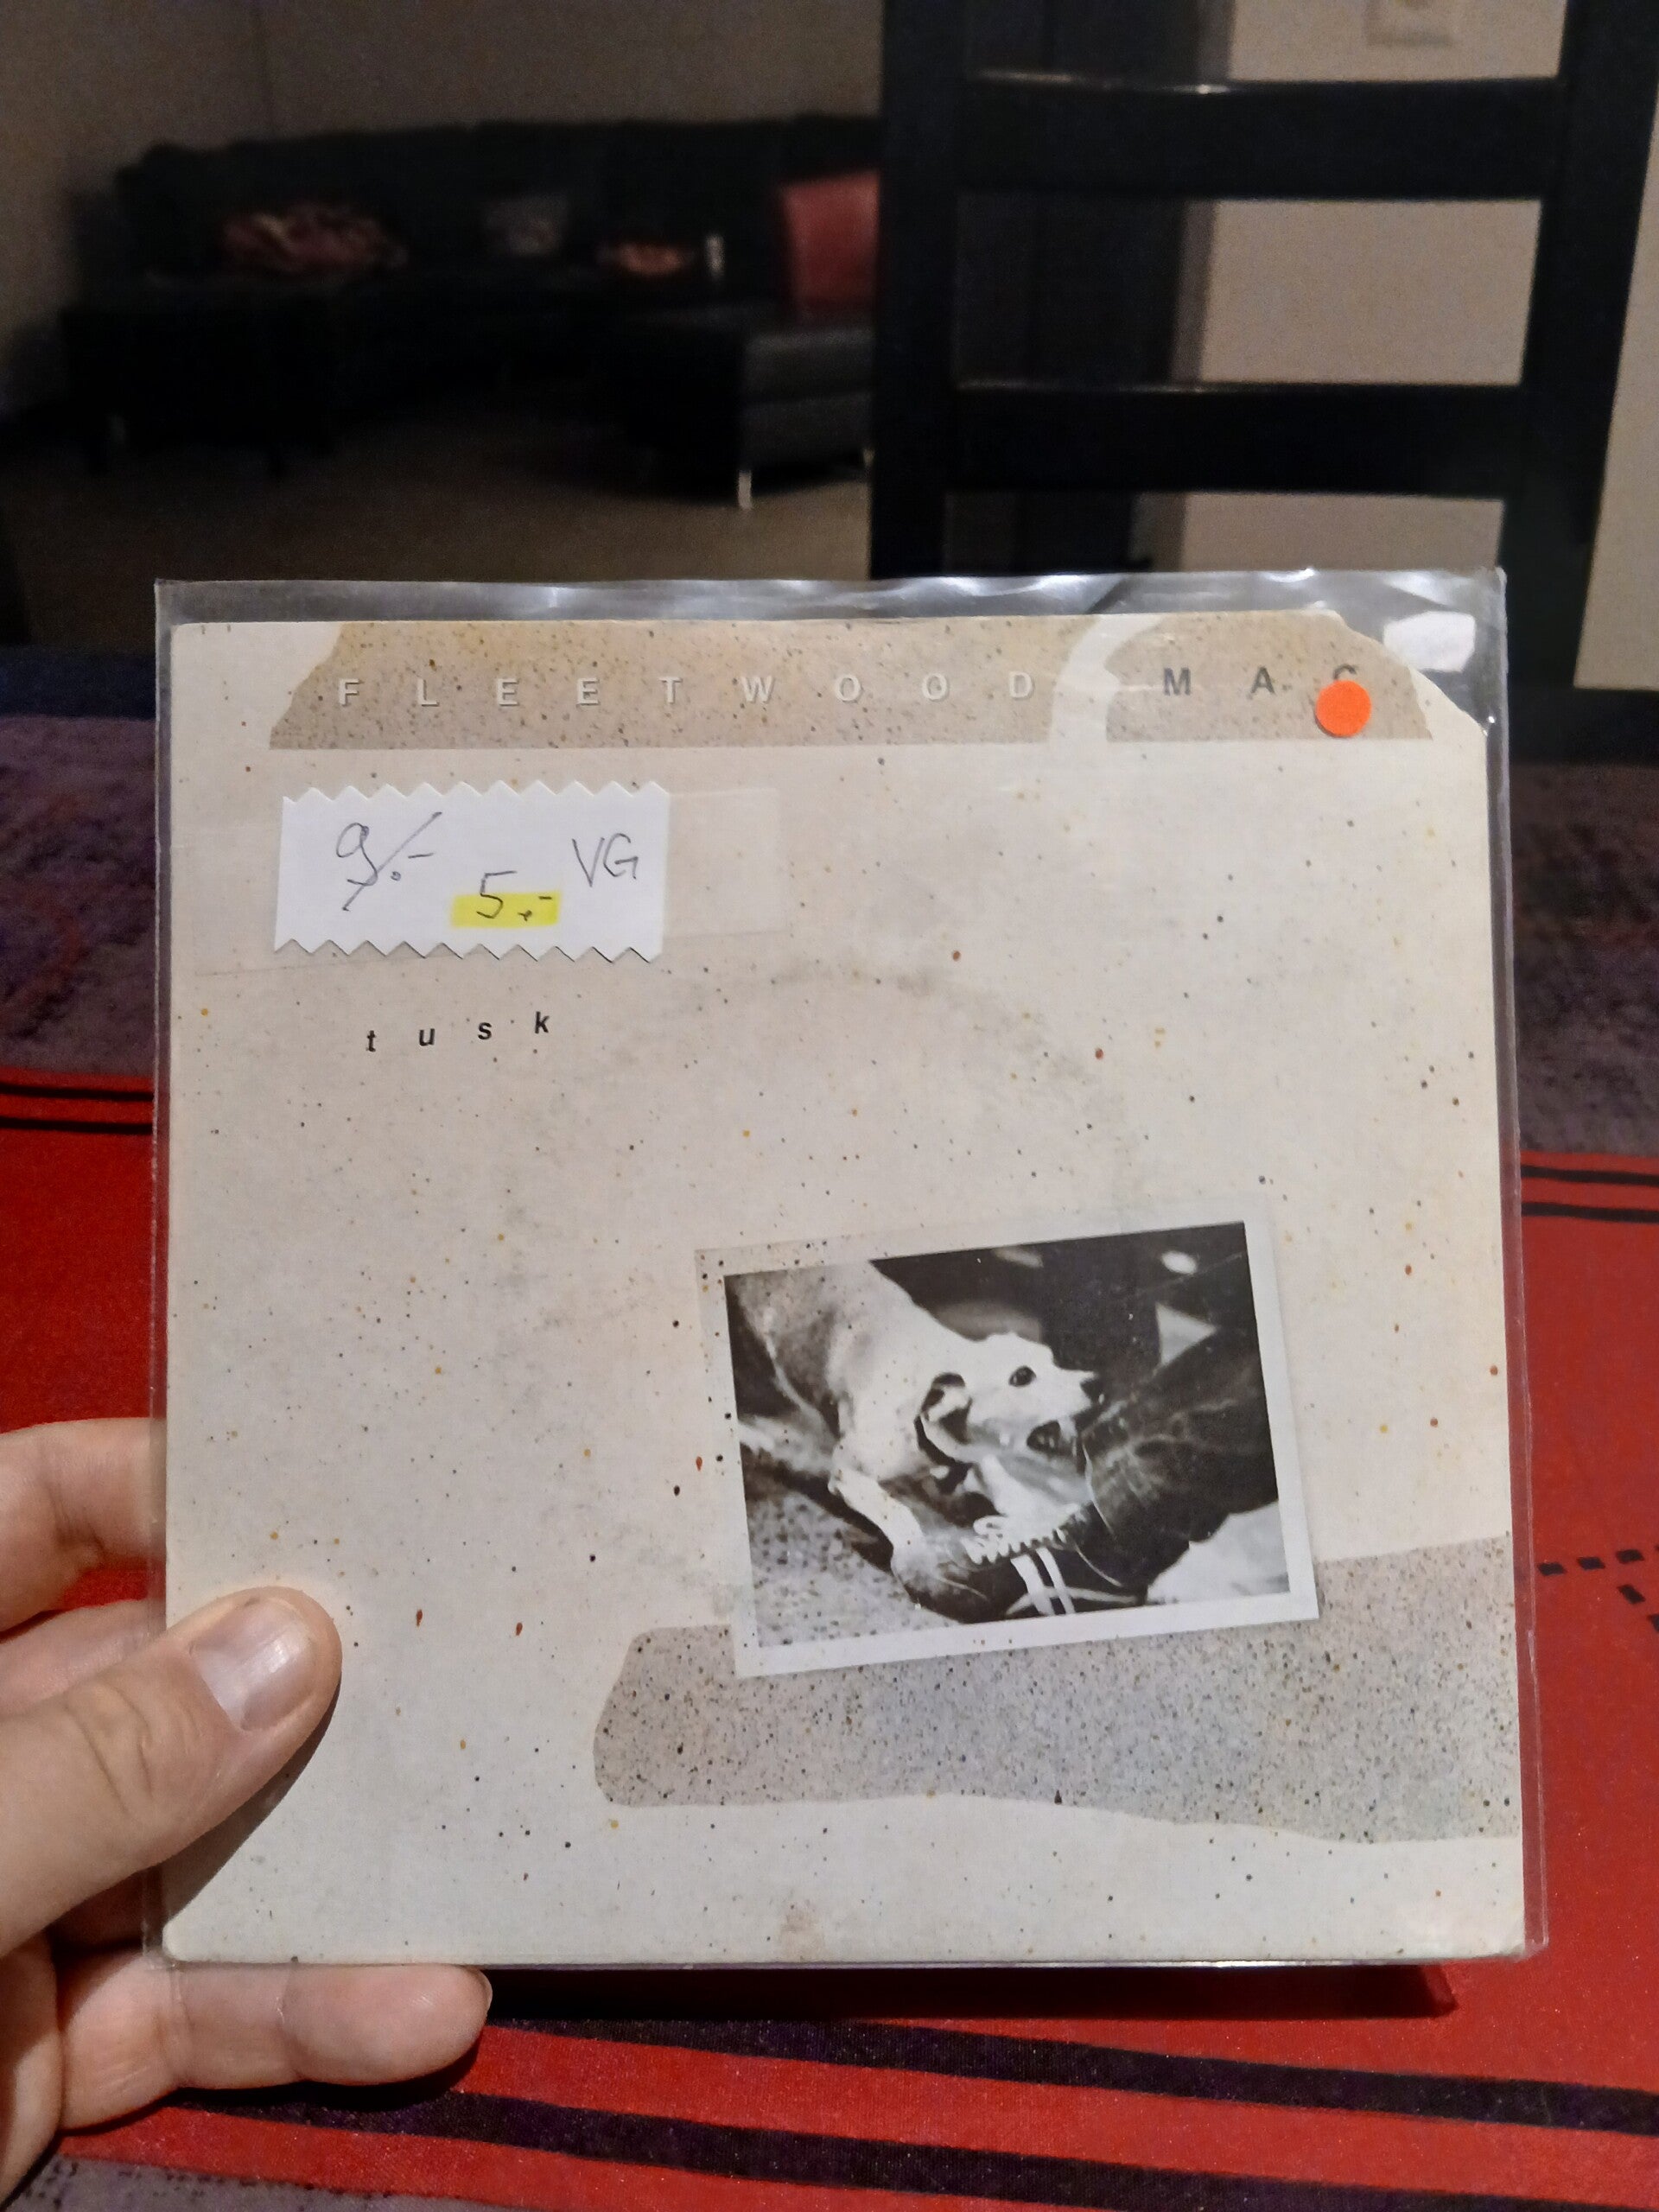 FLEETWOOD MAC
9.-
5.- VG
tusk